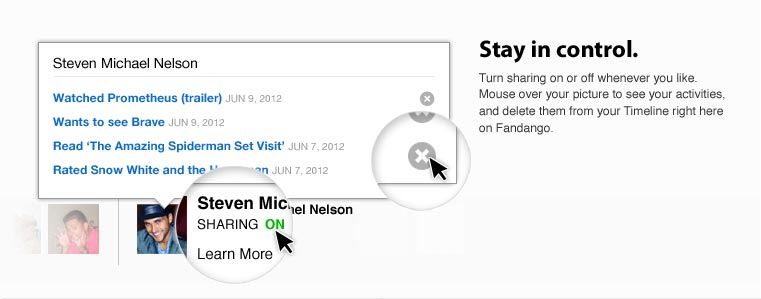 Steven Michael Nelson
Watched Prometheus (trailer) JUN 9, 2012
Wants to see Brave JUN 9, 2012
Read ‘The Amazing Spiderman Set Visit’ JUN 7, 2012
Rated Snow White and the H man JUN 7, 2012
Steven Mic hael Nelson
SHARING ON
Learn More
Stay in control.
Turn sharing on or off whenever you like.
Mouse over your picture to see your activities,
and delete them from your Timeline right here
on Fandango.